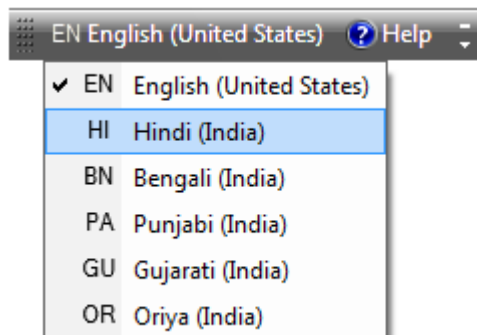 EN English (United States) ? Help
✔ EN English (United States)
HI Hindi (India)
BN Bengali (India)
PA Punjabi (India)
GU Gujarati (India)
OR Oriya (India)